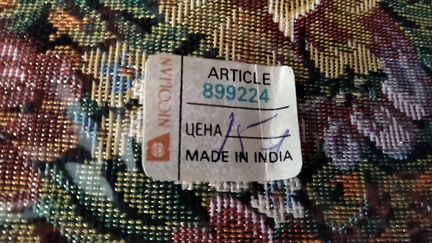 NICOLIAN
ARTICLE
899224
ЦЕНА
MADE IN INDIA